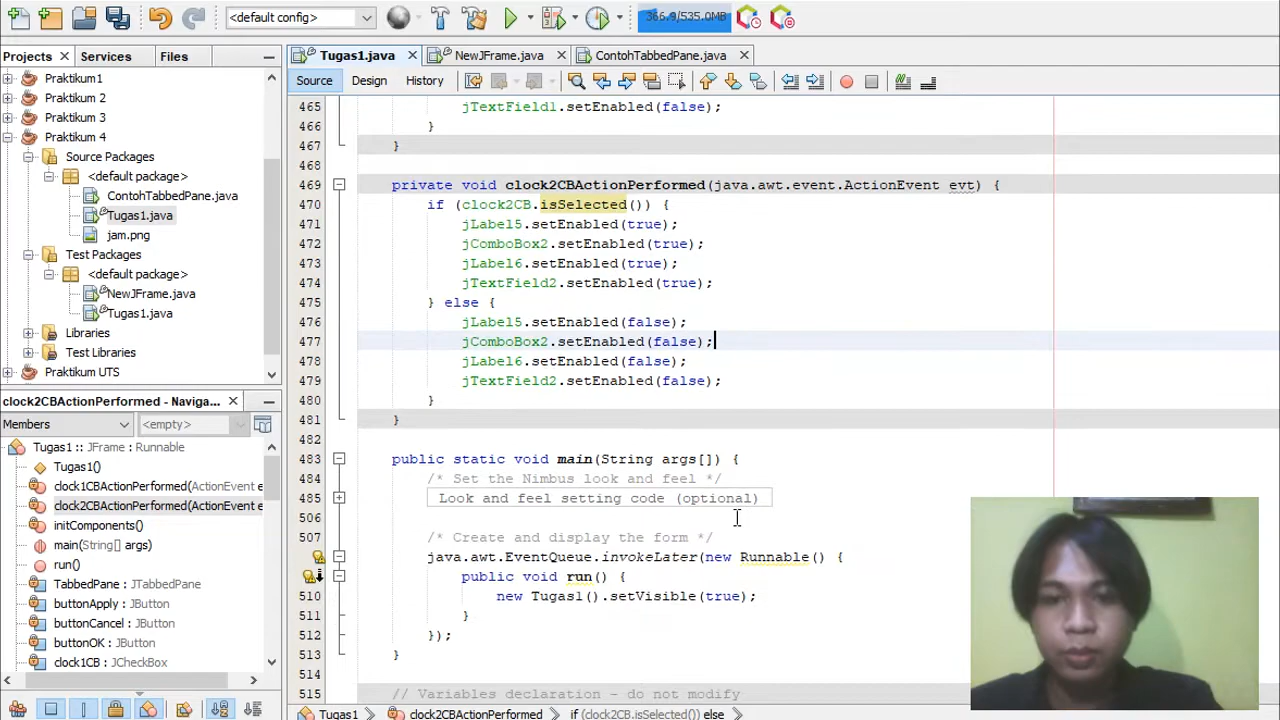 <default config>
366.9/535.0MB
Projects
Services
Files
Tugas1.java
NewJFrame.java
ContohTabbedPane.java
Source
Design
History
Praktikum1
Praktikum 2
Praktikum 3
Praktikum 4
Source Packages
<default package>
ContohTabbedPane.java
Tugas1.java
jam.png
Test Packages
<default package>
NewJFrame.java
Tugas1.java
Libraries
Test Libraries
Praktikum UTS
clock2CBActionPerformed - Naviga...
Members
<empty>
Tugas1 :: JFrame : Runnable
Tugas1()
clock1CBActionPerformed(ActionEvent e
clock2CBActionPerformed(ActionEvent e
initComponents()
main(String[] args)
run()
TabbedPane : JTabbedPane
buttonApply : JButton
buttonCancel : JButton
buttonOK : JButton
clock1CB : JCheckBox
465 jTextField1.setEnabled(false);
466 }
467 }
468
469 private void clock2CBActionPerformed(java.awt.event.ActionEvent evt) {
470 if (clock2CB.isSelected()) {
471 jLabel5.setEnabled(true);
472 jComboBox2.setEnabled(true);
473 jLabel6.setEnabled(true);
474 jTextField2.setEnabled(true);
475 } else {
476 jLabel5.setEnabled(false);
477 jComboBox2.setEnabled(false);
478 jLabel6.setEnabled(false);
479 jTextField2.setEnabled(false);
480 }
481 }
482
483 public static void main(String args[]) {
484 /* Set the Nimbus look and feel */
485 Look and feel setting code (optional)
506
507 /* Create and display the form */
java.awt.EventQueue.invokeLater(new Runnable() {
public void run() {
510 new Tugas1().setVisible(true);
511 }
512 });
513 }
514
515 // Variables declaration - do not modify
Tugas1
clock2CBActionPerformed
if (clock2CB.isSelected()) else